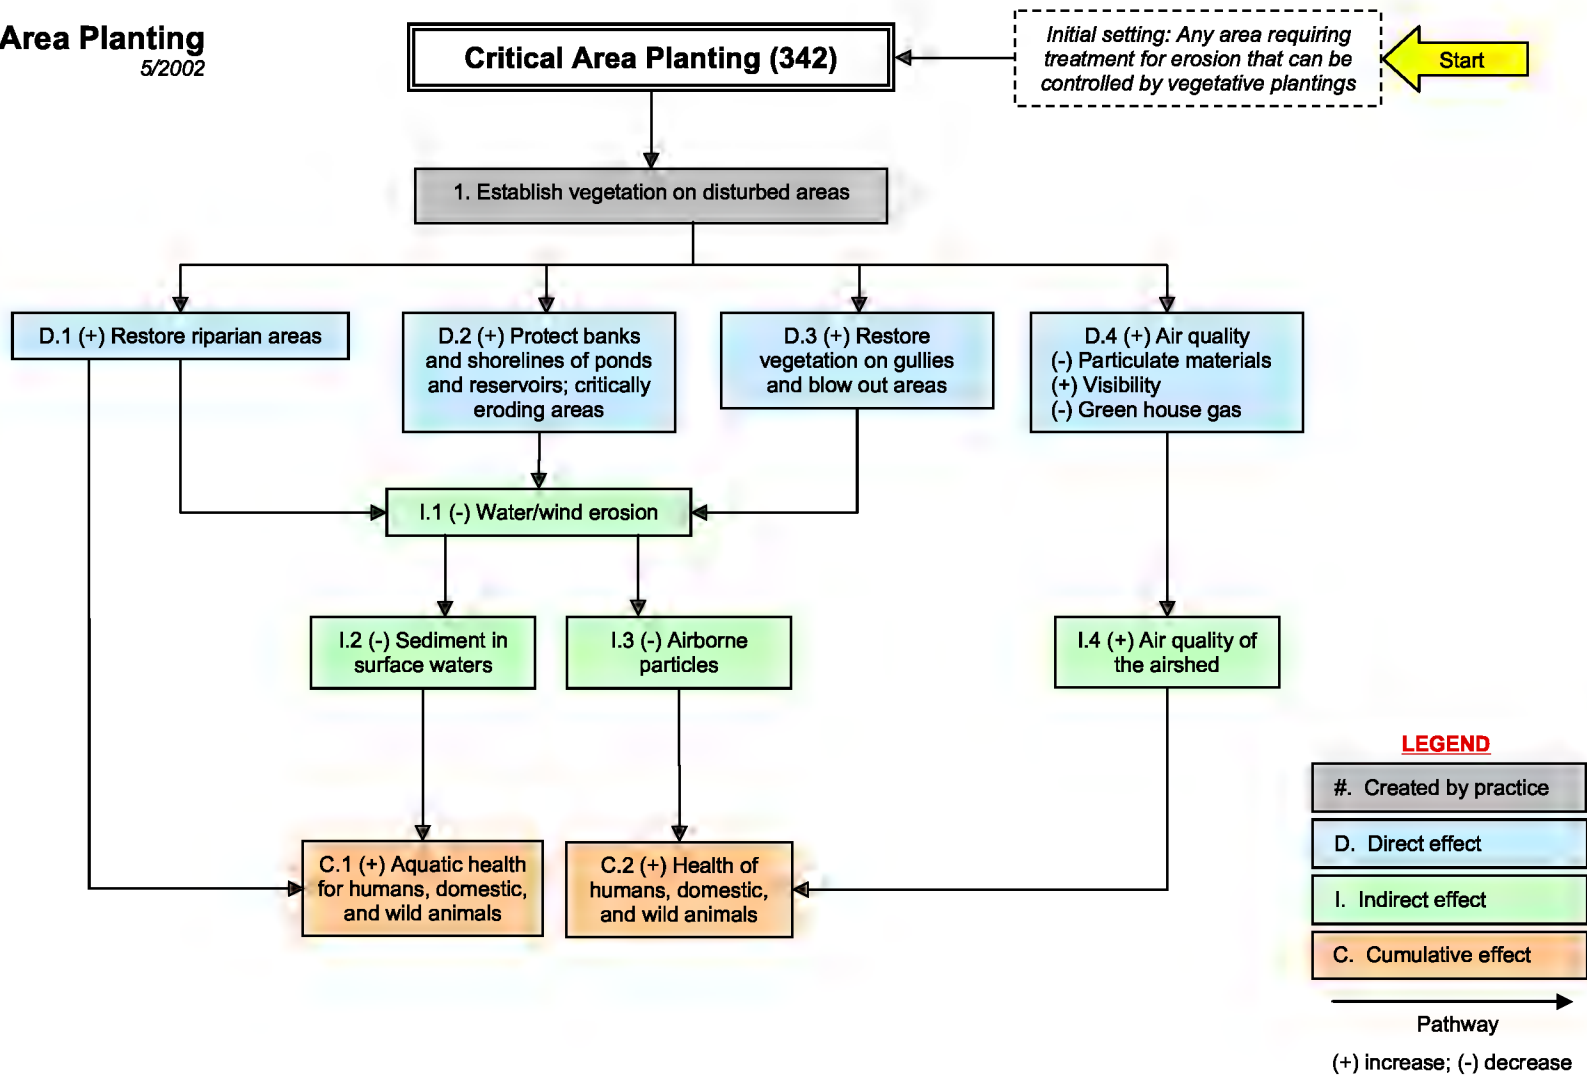 Area Planting
5/2002
Critical Area Planting (342)
Initial setting: Any area requiring
treatment for erosion that can be
controlled by vegetative plantings
Start
1. Establish vegetation on disturbed areas
D.1 (+) Restore riparian areas
D.2 (+) Protect banks
and shorelines of ponds
and reservoirs; critically
eroding areas
D.3 (+) Restore
vegetation on gullies
and blow out areas
D.4 (+) Air quality
(-) Particulate materials
(+) Visibility
(-) Green house gas
I.1 (-) Water/wind erosion
I.2 (-) Sediment in
surface waters
I.3 (-) Airborne
particles
I.4 (+) Air quality of
the airshed
C.1 (+) Aquatic health
for humans, domestic,
and wild animals
C.2 (+) Health of
humans, domestic,
and wild animals
LEGEND
#. Created by practice
D. Direct effect
I. Indirect effect
C. Cumulative effect
Pathway
(+) increase; (-) decrease